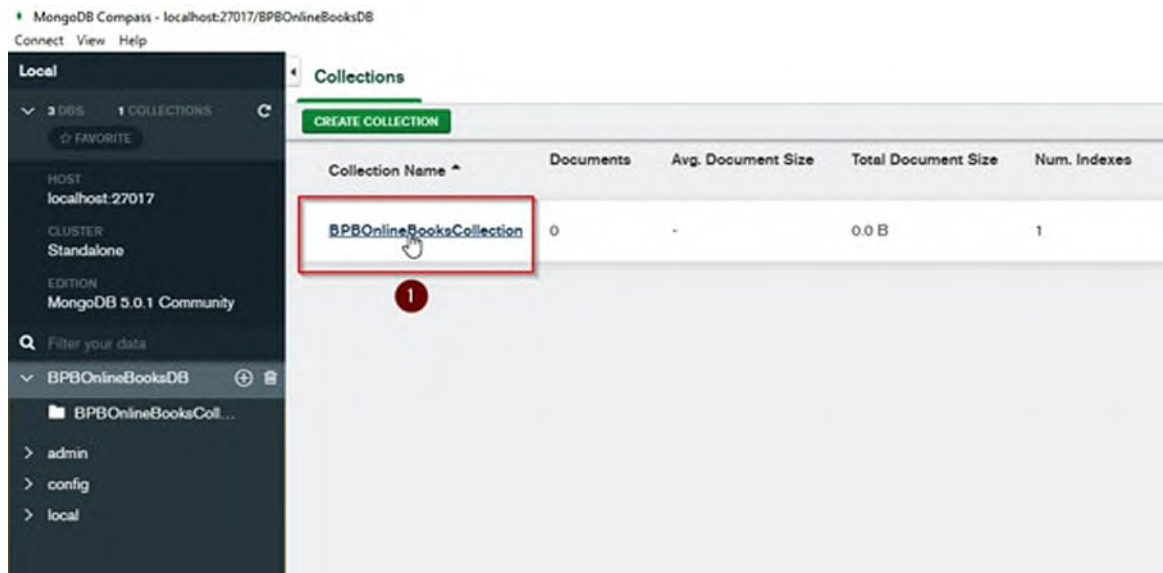 MongoDB Compass - localhost:27017/BPBOnlineBooksDB
Connect View Help
Local
3 DBS 1 COLLECTIONS
☆ FAVORITE
HOST
localhost:27017
CLUSTER
Standalone
EDITION
MongoDB 5.0.1 Community
Filter your data
BPBOnlineBooksDB
BPBOnlineBooksColl...
admin
config
local
Collections
CREATE COLLECTION
Collection Name Documents Avg. Document Size Total Document Size Num. Indexes
BPBOnlineBooksCollection 0 - 0.0 B 1
1